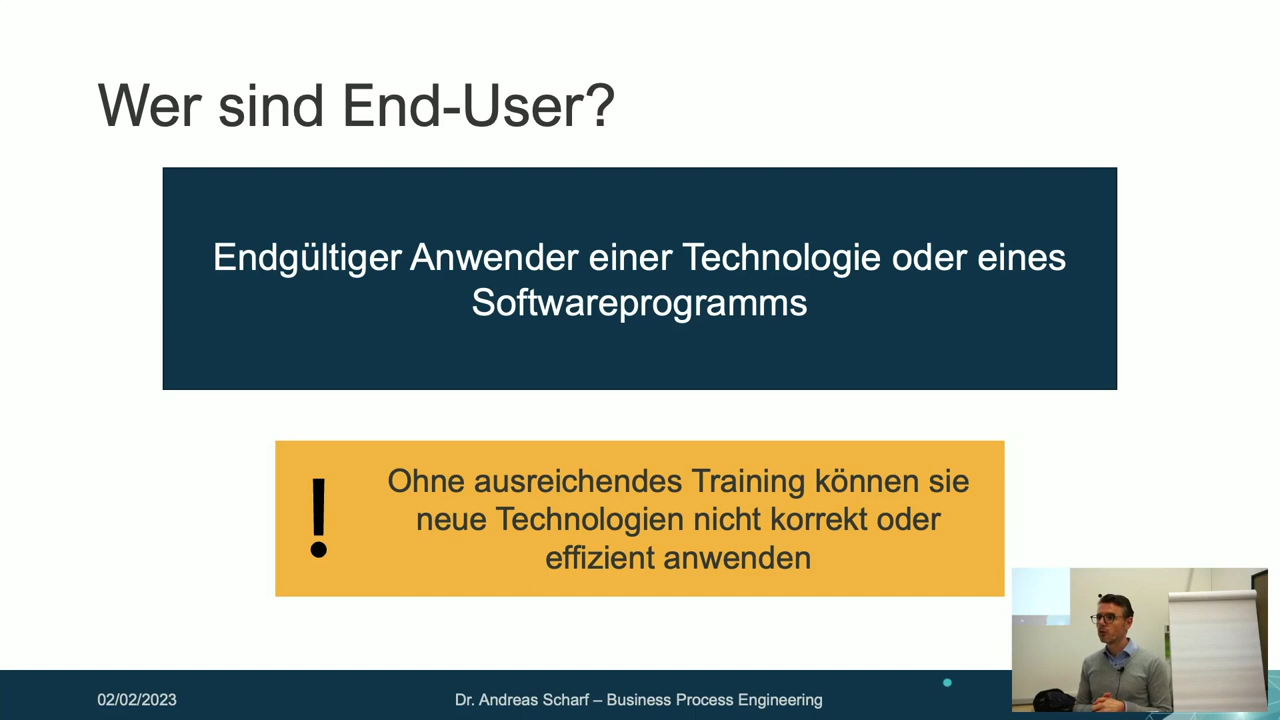 Wer sind End-User?
Endgültiger Anwender einer Technologie oder eines
Softwareprogramms
!
Ohne ausreichendes Training können sie
neue Technologien nicht korrekt oder
effizient anwenden
02/02/2023
Dr. Andreas Scharf – Business Process Engineering